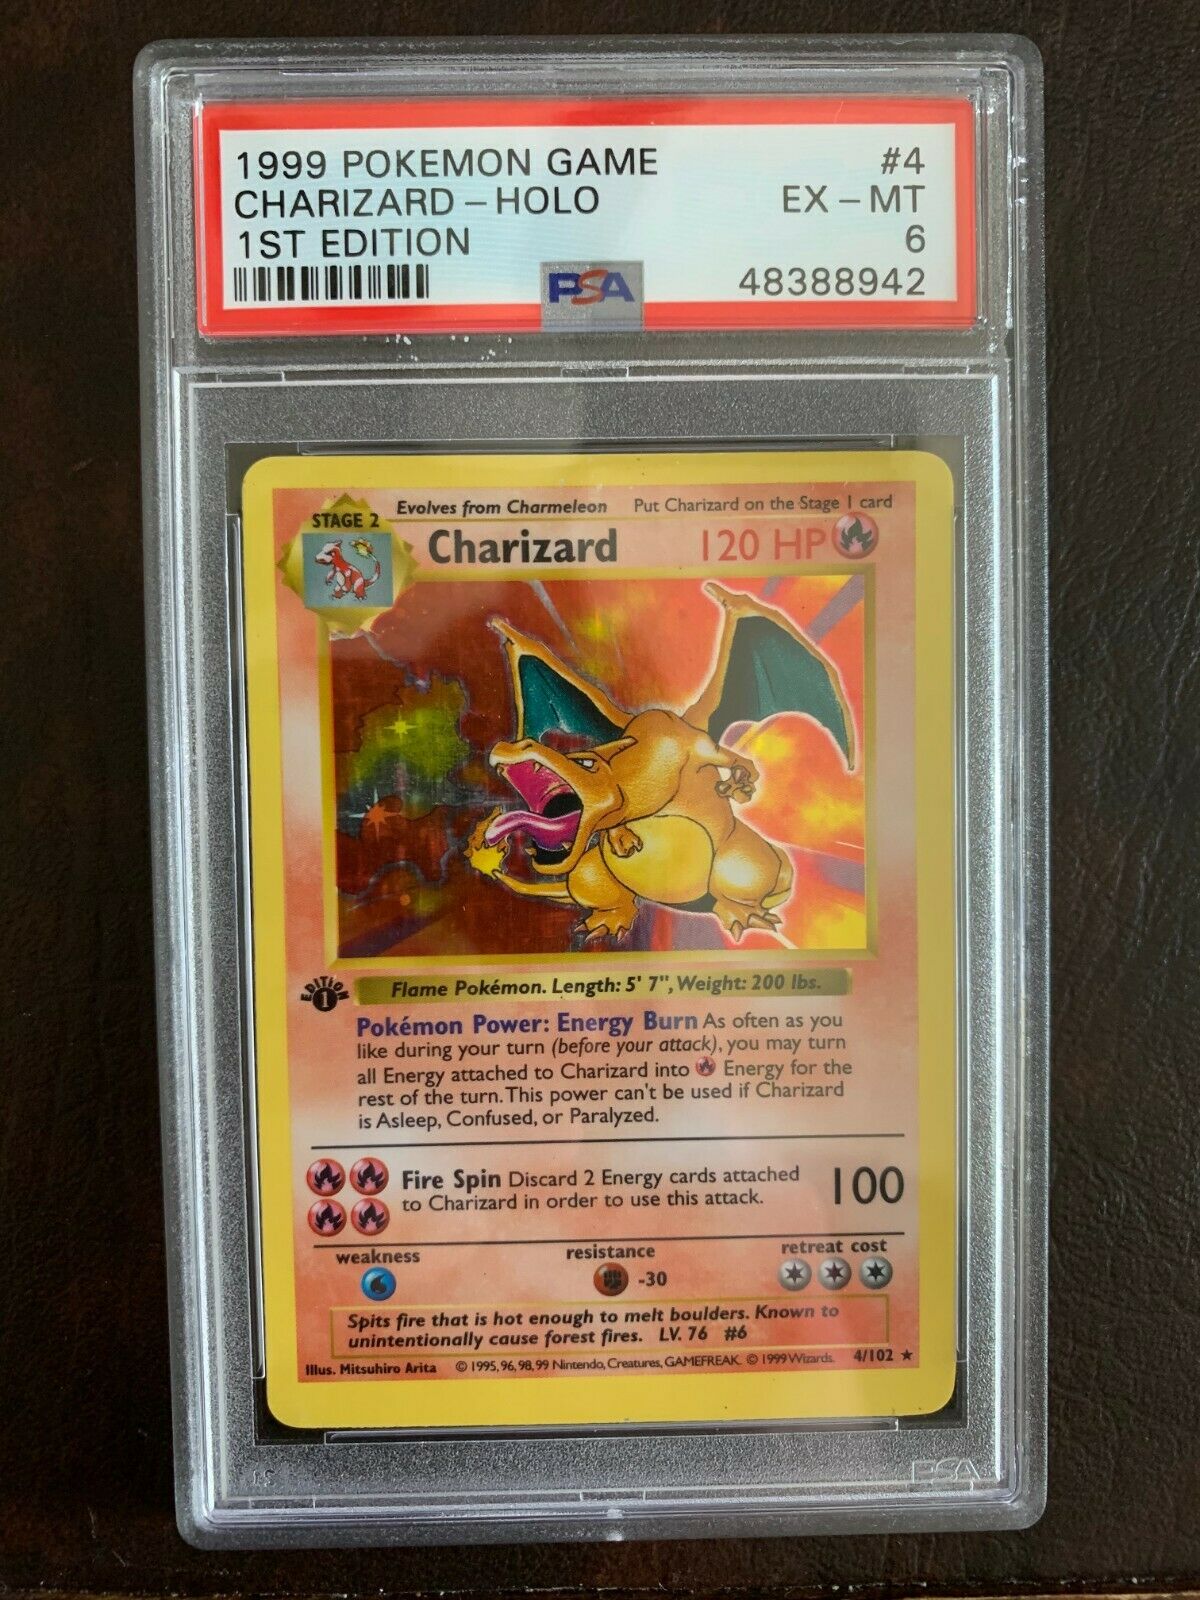 1999 POKEMON GAME #4
CHARIZARD – HOLO EX – MT
1ST EDITION 6
PSA 48388942
Evolves from Charmeleon Put Charizard on the Stage 1 card
STAGE 2
Charizard 120 HP
EDITION 1
Flame Pokémon. Length: 5' 7", Weight: 200 lbs.
Pokémon Power: Energy Burn As often as you
like during your turn (before your attack), you may turn
all Energy attached to Charizard into Energy for the
rest of the turn. This power can't be used if Charizard
is Asleep, Confused, or Paralyzed.
Fire Spin Discard 2 Energy cards attached
to Charizard in order to use this attack.
100
weakness resistance retreat cost
-30
Spits fire that is hot enough to melt boulders. Known to
unintentionally cause forest fires. LV. 76 #6
Illus. Mitsuhiro Arita © 1995, 96, 98, 99 Nintendo, Creatures, GAMEFREAK. © 1999 Wizards. 4/102 ★
PSA